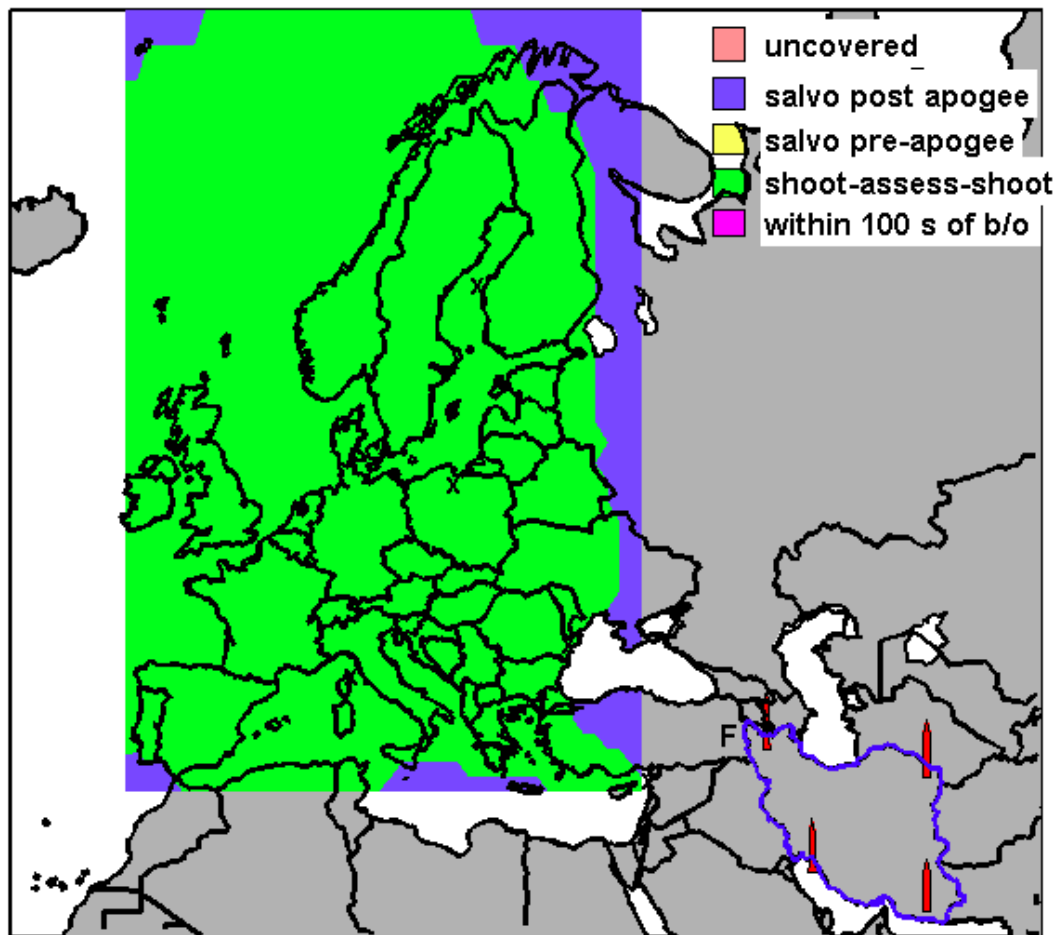 uncovered
salvo post apogee
salvo pre-apogee
shoot-assess-shoot
within 100 s of b/o
X
X
F